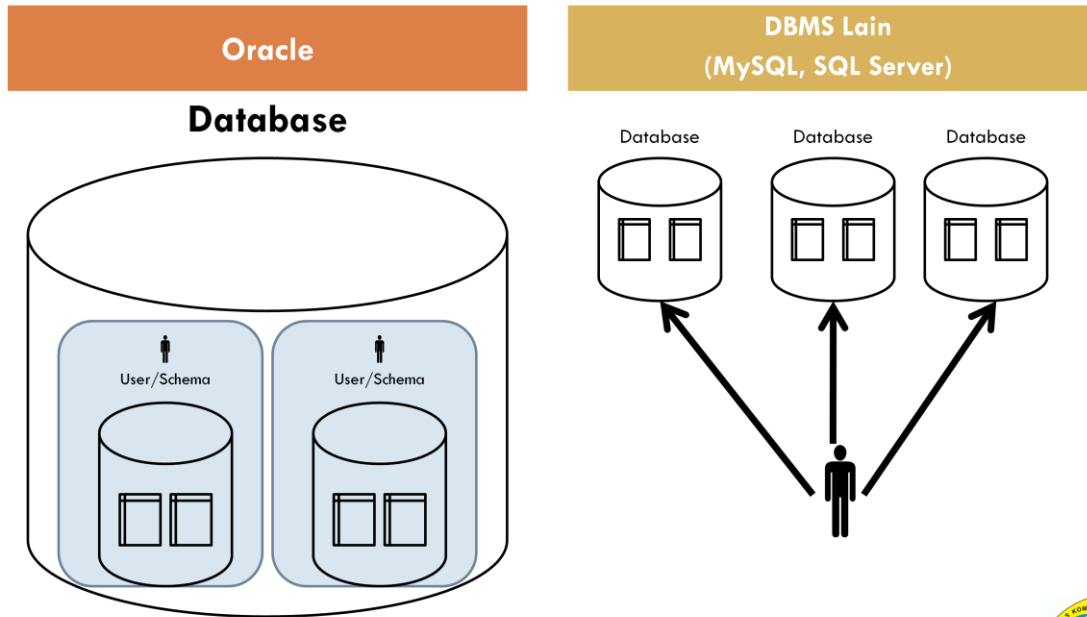 Oracle
Database
User/Schema
User/Schema
DBMS Lain
(MySQL, SQL Server)
Database
Database
Database